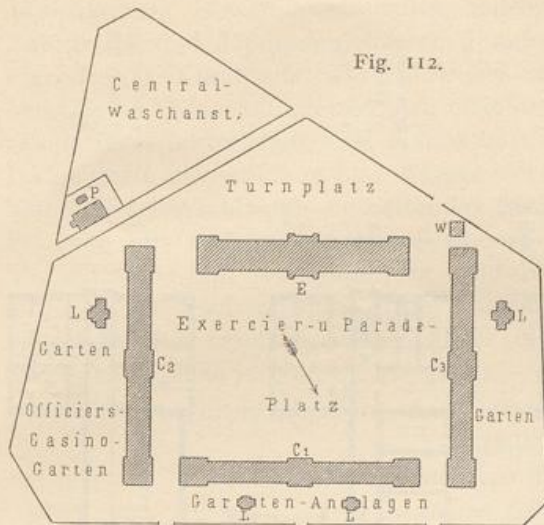 Fig. 112.
Central-
Waschanst.
P
Turnplatz
W
E
L
L
Exercier-u Parade-
Garten
C2
C3
Platz
Officiers-
Casino-
Garten
Garten
C1
Garten-Anlagen
L
L